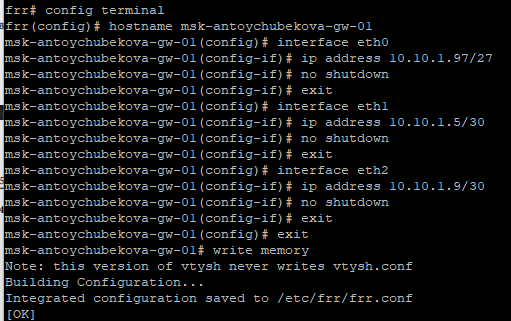 frr# config terminal
frr(config)# hostname msk-antoychubekova-gw-01
msk-antoychubekova-gw-01(config)# interface eth0
msk-antoychubekova-gw-01(config-if)# ip address 10.10.1.97/27
msk-antoychubekova-gw-01(config-if)# no shutdown
msk-antoychubekova-gw-01(config-if)# exit
msk-antoychubekova-gw-01(config)# interface eth1
msk-antoychubekova-gw-01(config-if)# ip address 10.10.1.5/30
msk-antoychubekova-gw-01(config-if)# no shutdown
msk-antoychubekova-gw-01(config-if)# exit
msk-antoychubekova-gw-01(config)# interface eth2
msk-antoychubekova-gw-01(config-if)# ip address 10.10.1.9/30
msk-antoychubekova-gw-01(config-if)# no shutdown
msk-antoychubekova-gw-01(config-if)# exit
msk-antoychubekova-gw-01(config)# exit
msk-antoychubekova-gw-01# write memory
Note: this version of vtysh never writes vtysh.conf
Building Configuration...
Integrated configuration saved to /etc/frr/frr.conf
[OK]